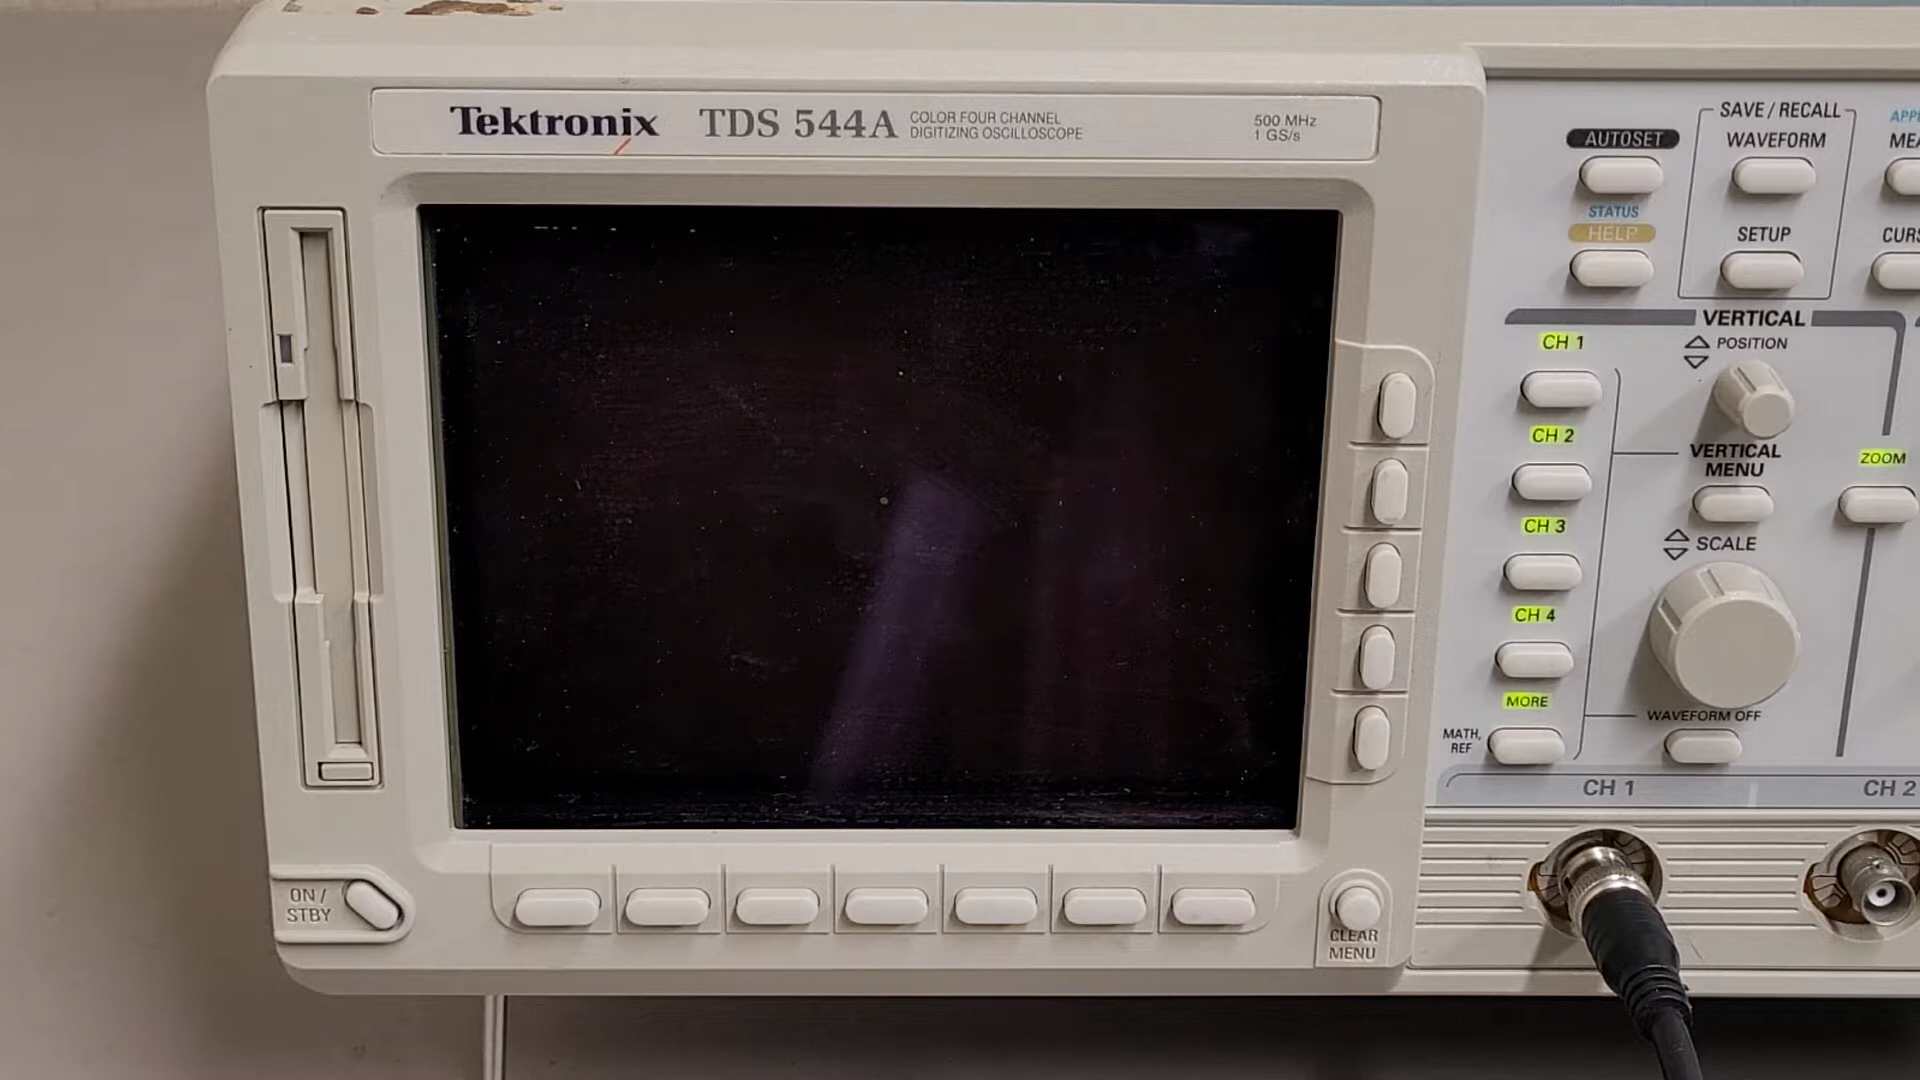 Tektronix TDS 544A COLOR FOUR CHANNEL
DIGITIZING OSCILLOSCOPE
500 MHz
1 GS/s
AUTOSET
STATUS
HELP
SAVE / RECALL
WAVEFORM
SETUP
VERTICAL
CH 1
CH 2
CH 3
CH 4
MORE
MATH,
REF
POSITION
VERTICAL
MENU
SCALE
WAVEFORM OFF
ZOOM
CH 1
CH 2
ON /
STBY
CLEAR
MENU